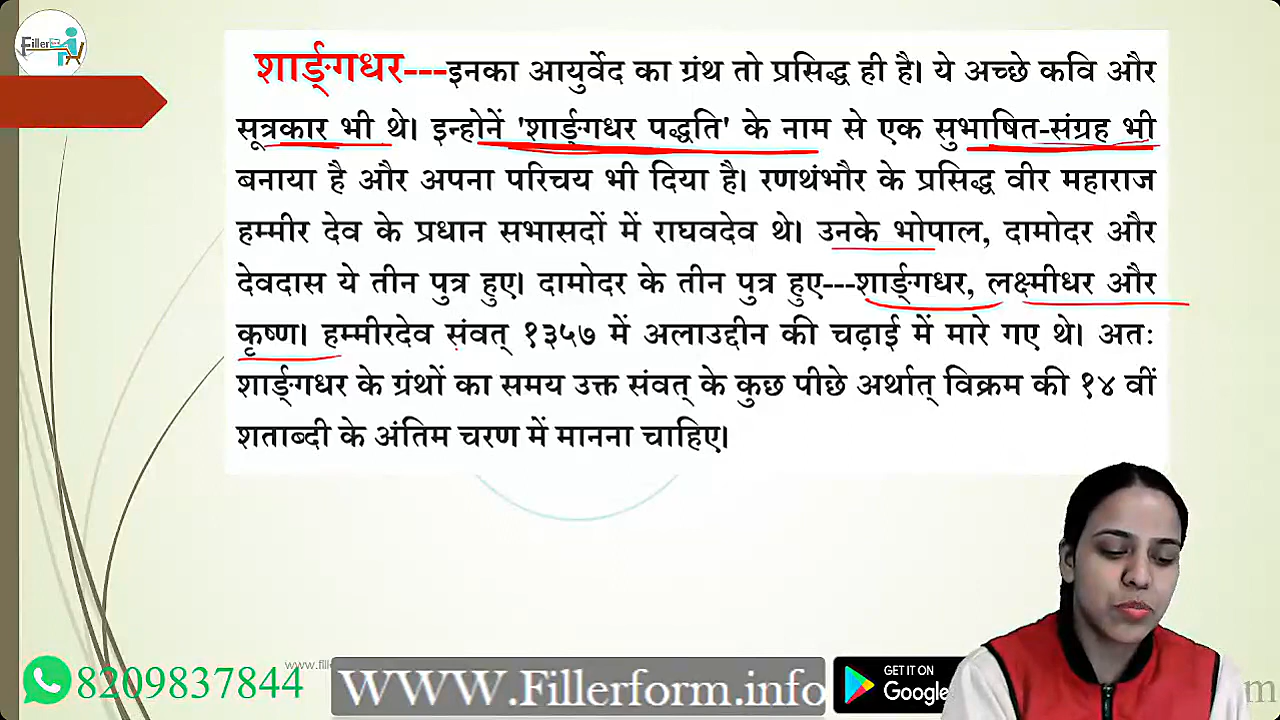 Filler
शार्ङ्गधर---इनका आयुर्वेद का ग्रंथ तो प्रसिद्ध ही है। ये अच्छे कवि और
सूत्रकार भी थे। इन्होनें 'शार्ङ्गधर पद्धति' के नाम से एक सुभाषित-संग्रह भी
बनाया है और अपना परिचय भी दिया है। रणथंभौर के प्रसिद्ध वीर महाराज
हम्मीर देव के प्रधान सभासदों में राघवदेव थे। उनके भोपाल, दामोदर और
देवदास ये तीन पुत्र हुए। दामोदर के तीन पुत्र हुए---शार्ङ्गधर, लक्ष्मीधर और
कृष्ण। हम्मीरदेव संवत् १३५७ में अलाउद्दीन की चढ़ाई में मारे गए थे। अतः
शार्ङ्गधर के ग्रंथों का समय उक्त संवत् के कुछ पीछे अर्थात् विक्रम की १४ वीं
शताब्दी के अंतिम चरण में मानना चाहिए।
8209837844
www.fil
WWW.Fillerform.info
GET IT ON
Google